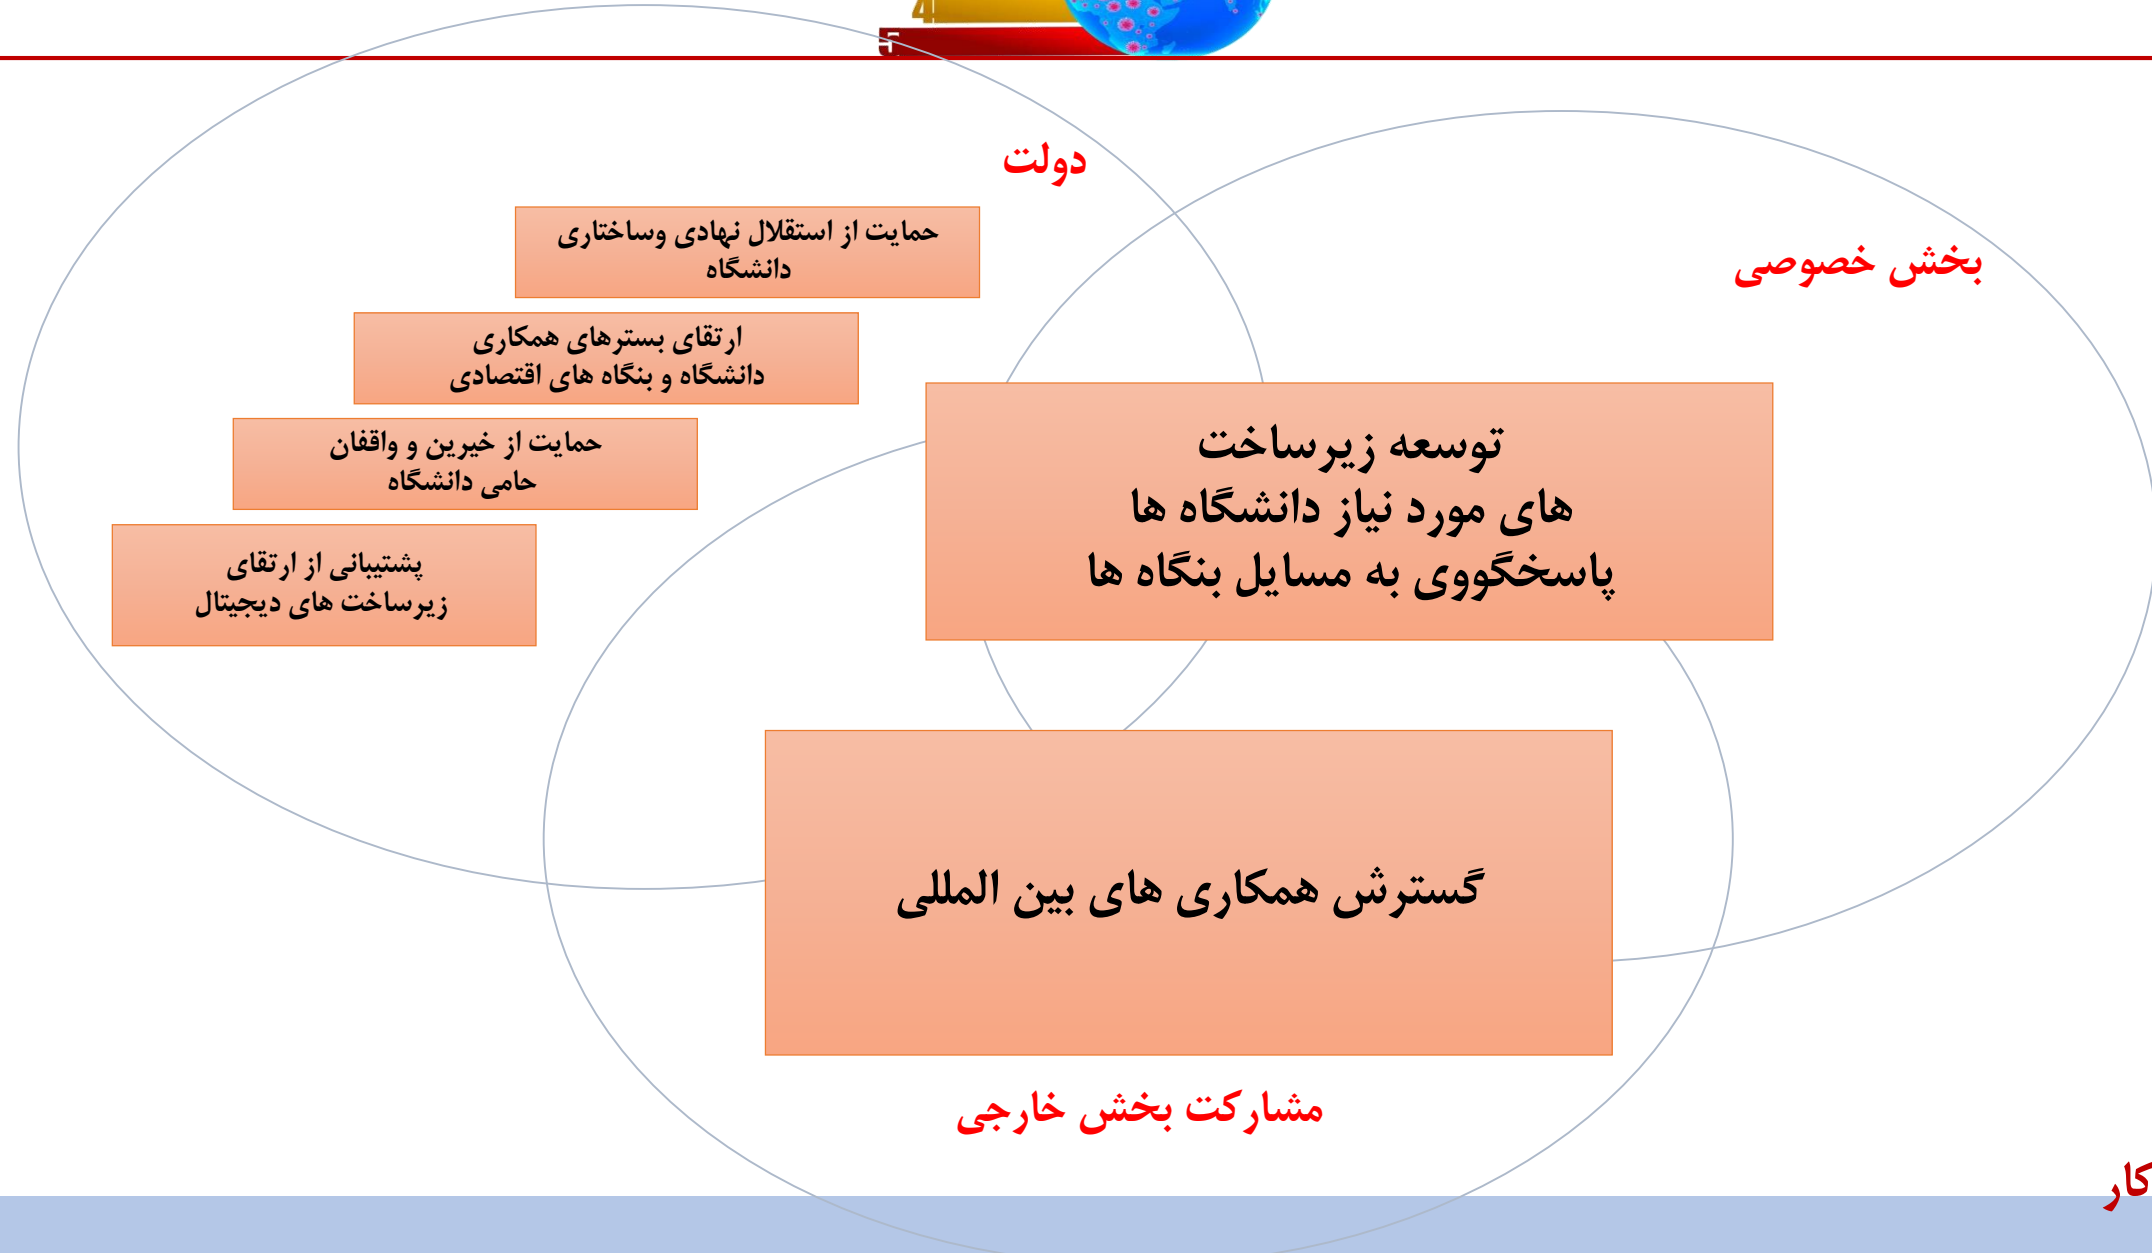 4
5
دولت
بخش خصوصی
حمایت از استقلال نهادی وساختاری
دانشگاه
ارتقای بسترهای همکاری
دانشگاه و بنگاه های اقتصادی
حمایت از خیرین و واقفان
حامی دانشگاه
پشتیبانی از ارتقای
زیرساخت های دیجیتال
توسعه زیرساخت
های مورد نیاز دانشگاه ها
پاسخگووی به مسایل بنگاه ها
گسترش همکاری های بین المللی
مشارکت بخش خارجی
کار